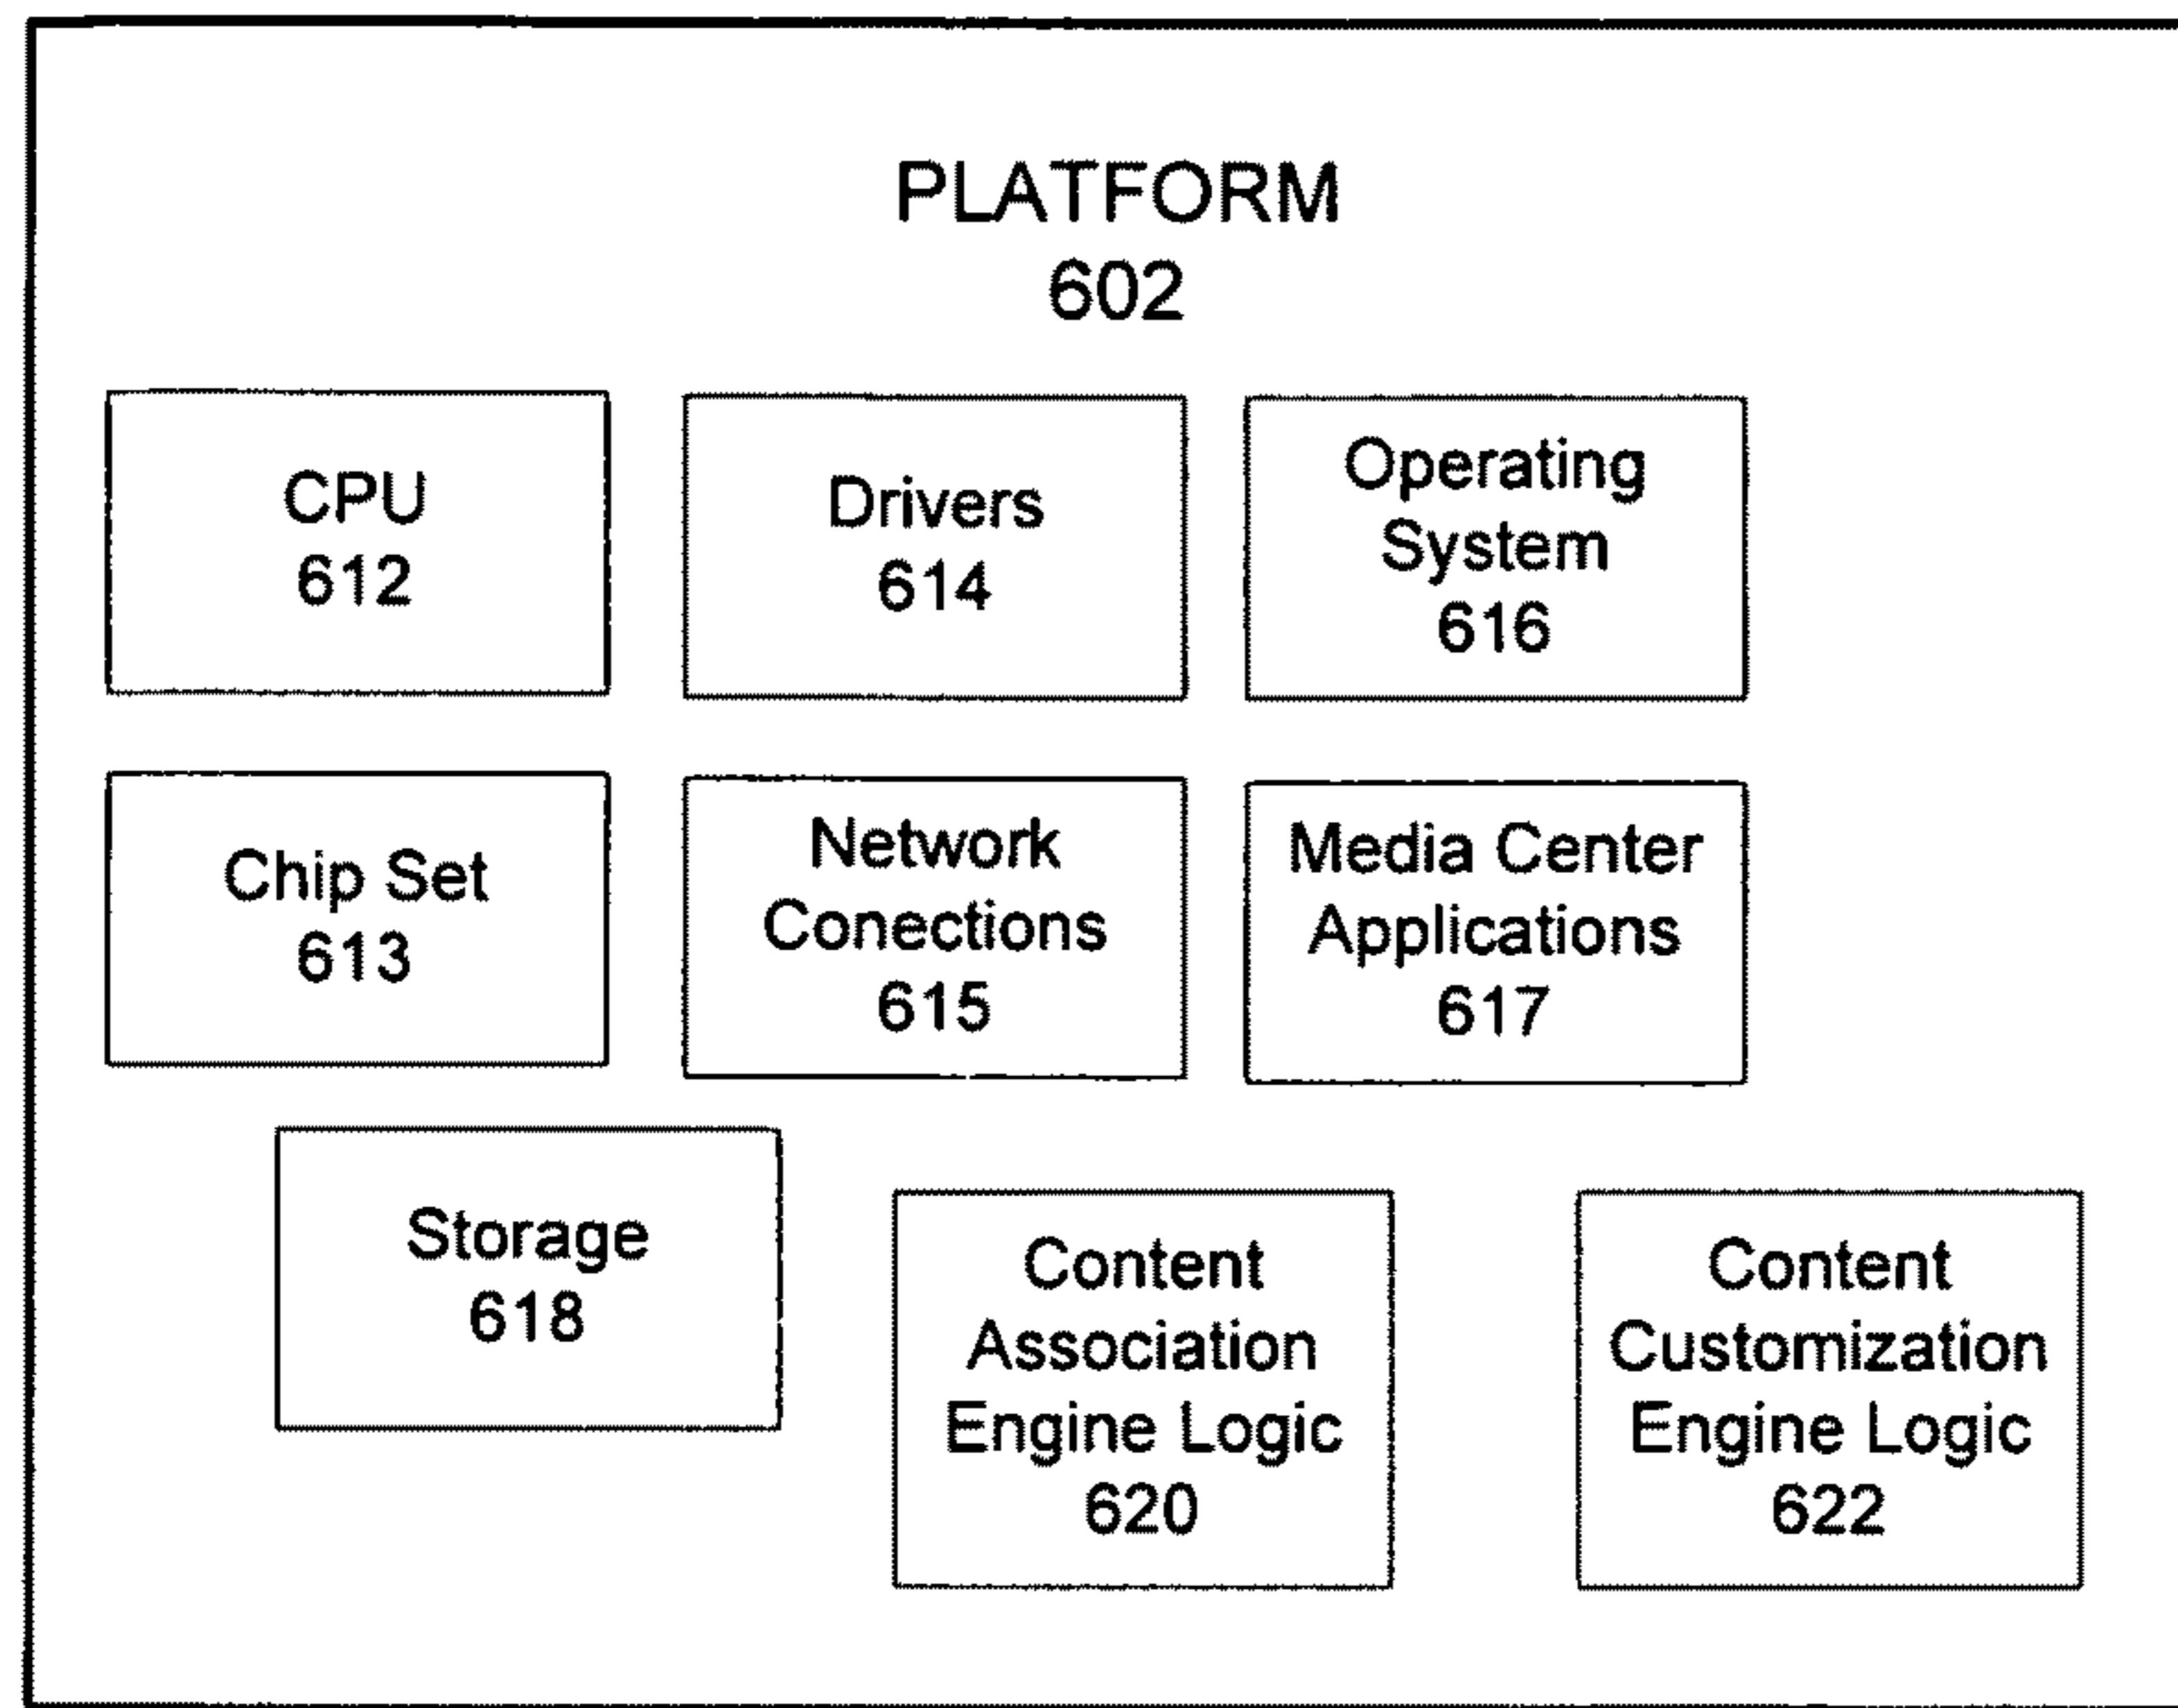 PLATFORM
602
CPU
612
Drivers
614
Operating
System
616
Chip Set
613
Network
Conections
615
Media Center
Applications
617
Storage
618
Content
Association
Engine Logic
620
Content
Customization
Engine Logic
622